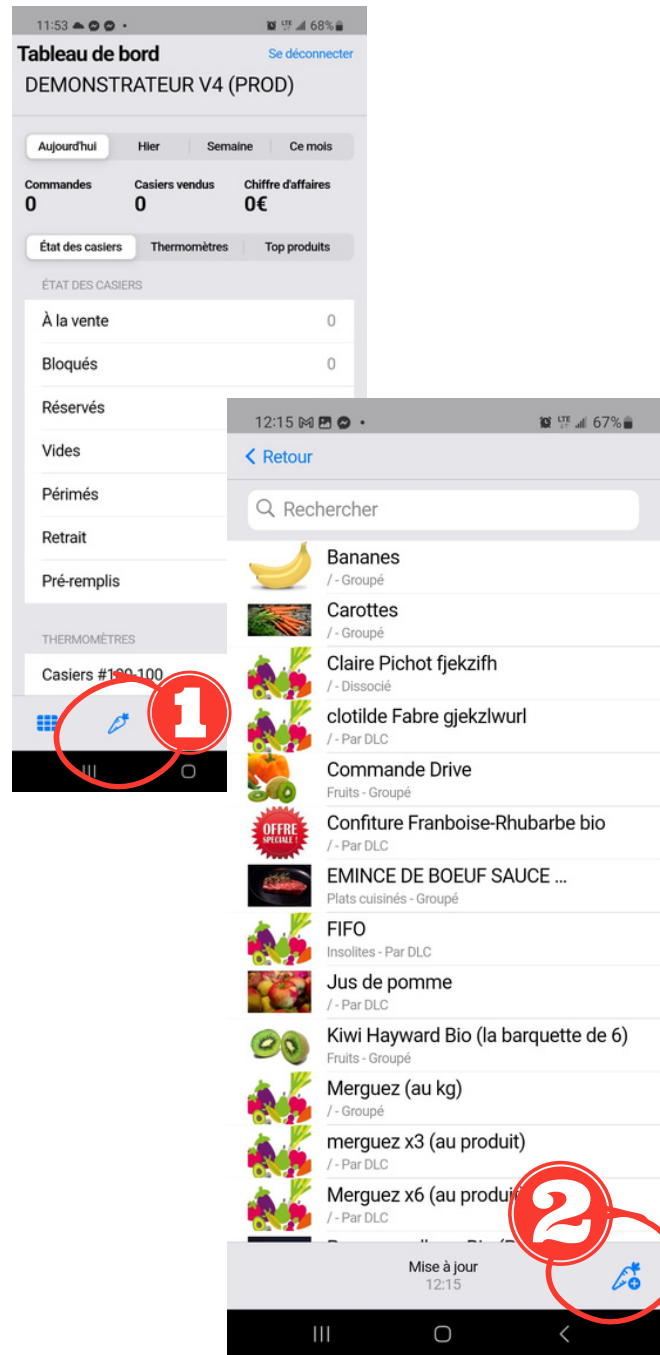 11:53
68%
Tableau de bord
Se déconnecter
DEMONSTRATEUR V4 (PROD)
Aujourd'hui
Hier
Semaine
Ce mois
Commandes
Casiers vendus
Chiffre d'affaires
0
0
0€
État des casiers
Thermomètres
Top produits
ÉTAT DES CASIERS
À la vente
0
Bloqués
0
Réservés
Vides
Périmés
Retrait
Pré-remplis
THERMOMÈTRES
Casiers
1
12:15
LTE
67%
Retour
Rechercher
Bananes
/ - Groupé
Carottes
/ - Groupé
Claire Pichot fjekzifh
/ - Dissocié
clotilde Fabre gjekzlwurl
/ - Par DLC
Commande Drive
Fruits - Groupé
OFFRE
SPECIALE !
Confiture Franboise-Rhubarbe bio
/ - Par DLC
EMINCE DE BOEUF SAUCE ...
Plats cuisinés - Groupé
FIFO
Insolites - Par DLC
Jus de pomme
/ - Par DLC
Kiwi Hayward Bio (la barquette de 6)
Fruits - Groupé
Merguez (au kg)
/ - Groupé
merguez x3 (au produit)
/ - Par DLC
Merguez x6 (au
/ - Par DLC
2
Mise à jour
12:15